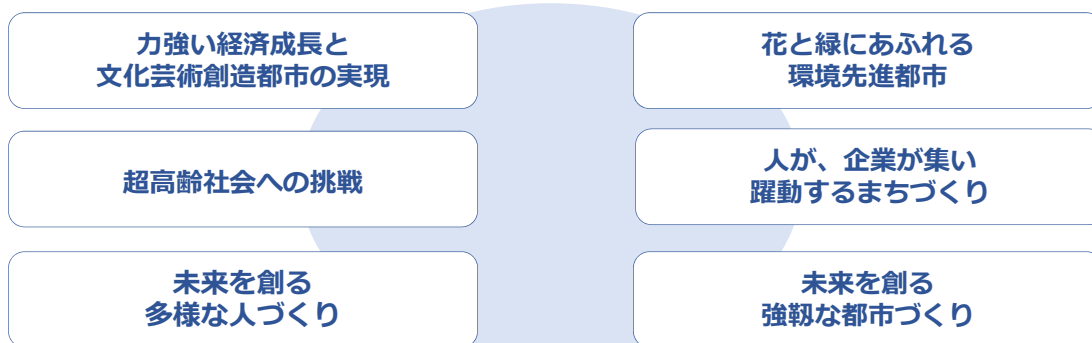 力強い経済成長と
文化芸術創造都市の実現
花と緑にあふれる
環境先進都市
超高齢社会への挑戦
人が、企業が集い
躍動するまちづくり
未来を創る
多様な人づくり
未来を創る
強靱な都市づくり